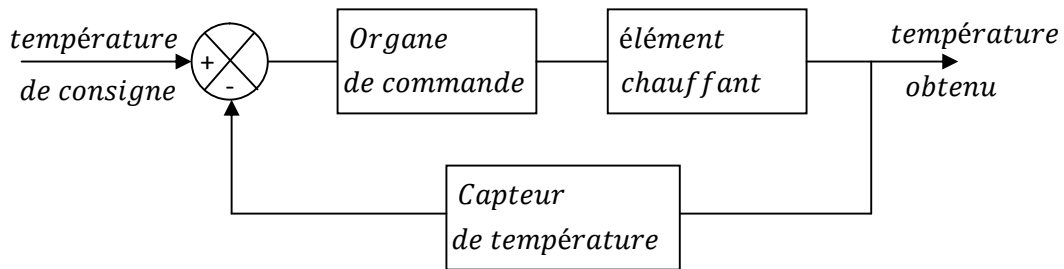 température
de consigne
+
-
Organe
de commande
élément
chauffant
température
obtenu
Capteur
de température